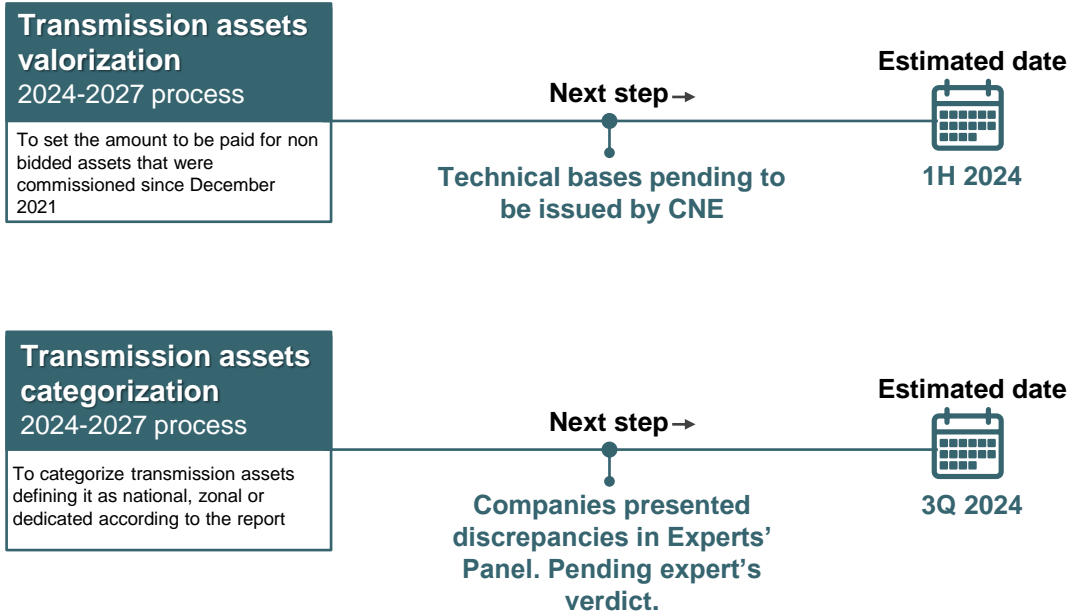 Transmission assets
valorization
2024-2027 process
To set the amount to be paid for non
bidded assets that were
commissioned since December
2021
Next step
Technical bases pending to
be issued by CNE
Estimated date
1H 2024
Transmission assets
categorization
2024-2027 process
To categorize transmission assets
defining it as national, zonal or
dedicated according to the report
Next step
Companies presented
discrepancies in Experts’
Panel. Pending expert’s
verdict.
Estimated date
3Q 2024